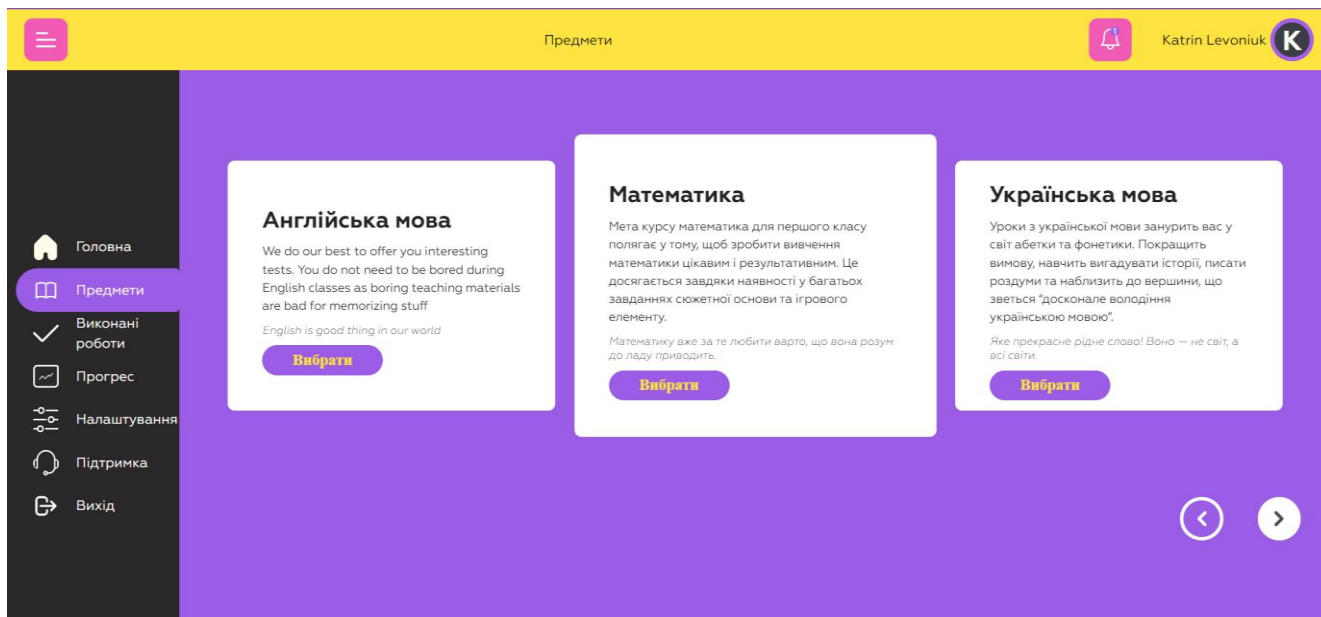 Предмети
1
Katrin Levoniuk
K
Головна
Предмети
Виконані
роботи
Прогрес
Налаштування
Підтримка
Вихід
Англійська мова
We do our best to offer you interesting
tests. You do not need to be bored during
English classes as boring teaching materials
are bad for memorizing stuff
English is good thing in our world
Вибрати
Математика
Мета курсу математика для першого класу
полягає у тому, щоб зробити вивчення
математики цікавим і результативним. Це
досягається завдяки наявності у багатьох
завданнях сюжетної основи та ігрового
елементу.
Математику вже за те любити варто, що вона розум
до ладу приводить.
Вибрати
Українська мова
Уроки з української мови занурить вас у
світ абетки та фонетики. Покращить
вимову, навчить вигадувати історії, писати
роздуми та наблизить до вершини, що
зветься “досконале володіння
українською мовою”.
Яке прекрасне рідне слово! Воно — не світ, а
всі світи.
Вибрати